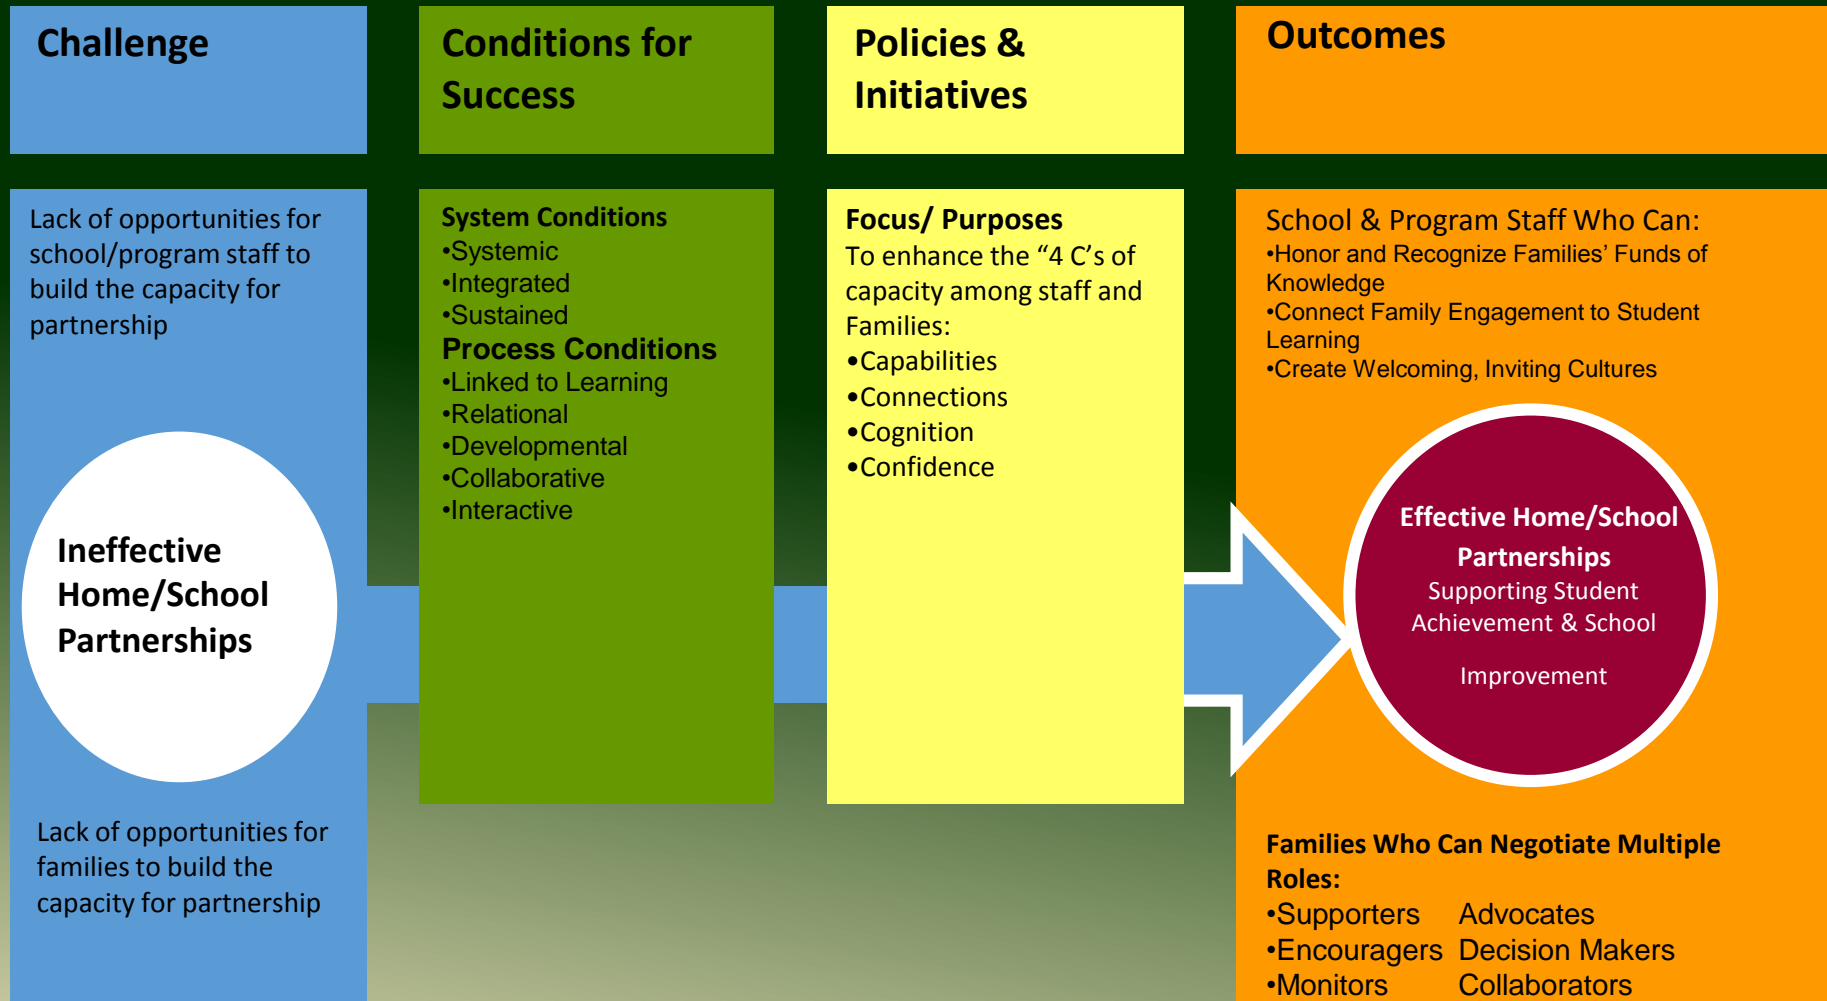 Challenge
Lack of opportunities for
school/program staff to
build the capacity for
partnership
Ineffective
Home/School
Partnerships
Lack of opportunities for
families to build the
capacity for partnership
Conditions for
Success
System Conditions
•Systemic
•Integrated
•Sustained
Process Conditions
•Linked to Learning
•Relational
•Developmental
•Collaborative
•Interactive
Policies &
Initiatives
Focus/ Purposes
To enhance the “4 C’s of
capacity among staff and
Families:
•Capabilities
•Connections
•Cognition
•Confidence
Outcomes
School & Program Staff Who Can:
•Honor and Recognize Families’ Funds of
Knowledge
•Connect Family Engagement to Student
Learning
•Create Welcoming, Inviting Cultures
Effective Home/School
Partnerships
Supporting Student
Achievement & School
Improvement
Families Who Can Negotiate Multiple
Roles:
•Supporters Advocates
•Encouragers Decision Makers
•Monitors Collaborators